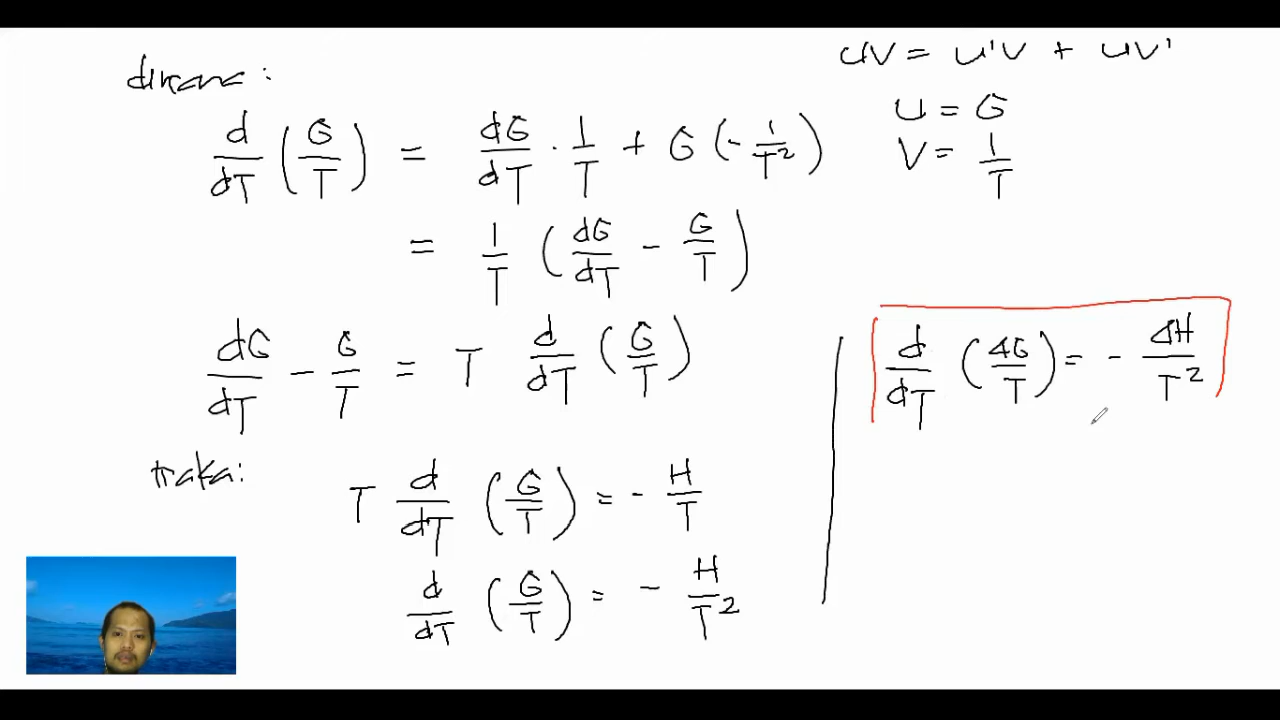 dimana:
d/dT (G/T) = dG/dT · 1/T + G (- 1/T²)
= 1/T (dG/dT - G/T)
dG/dT - G/T = T d/dT (G/T)
maka:
T d/dT (G/T) = - H/T
d/dT (G/T) = - H/T²
uv = u'v + uv'
u = G
v = 1/T
d/dT (ΔG/T) = - ΔH/T²